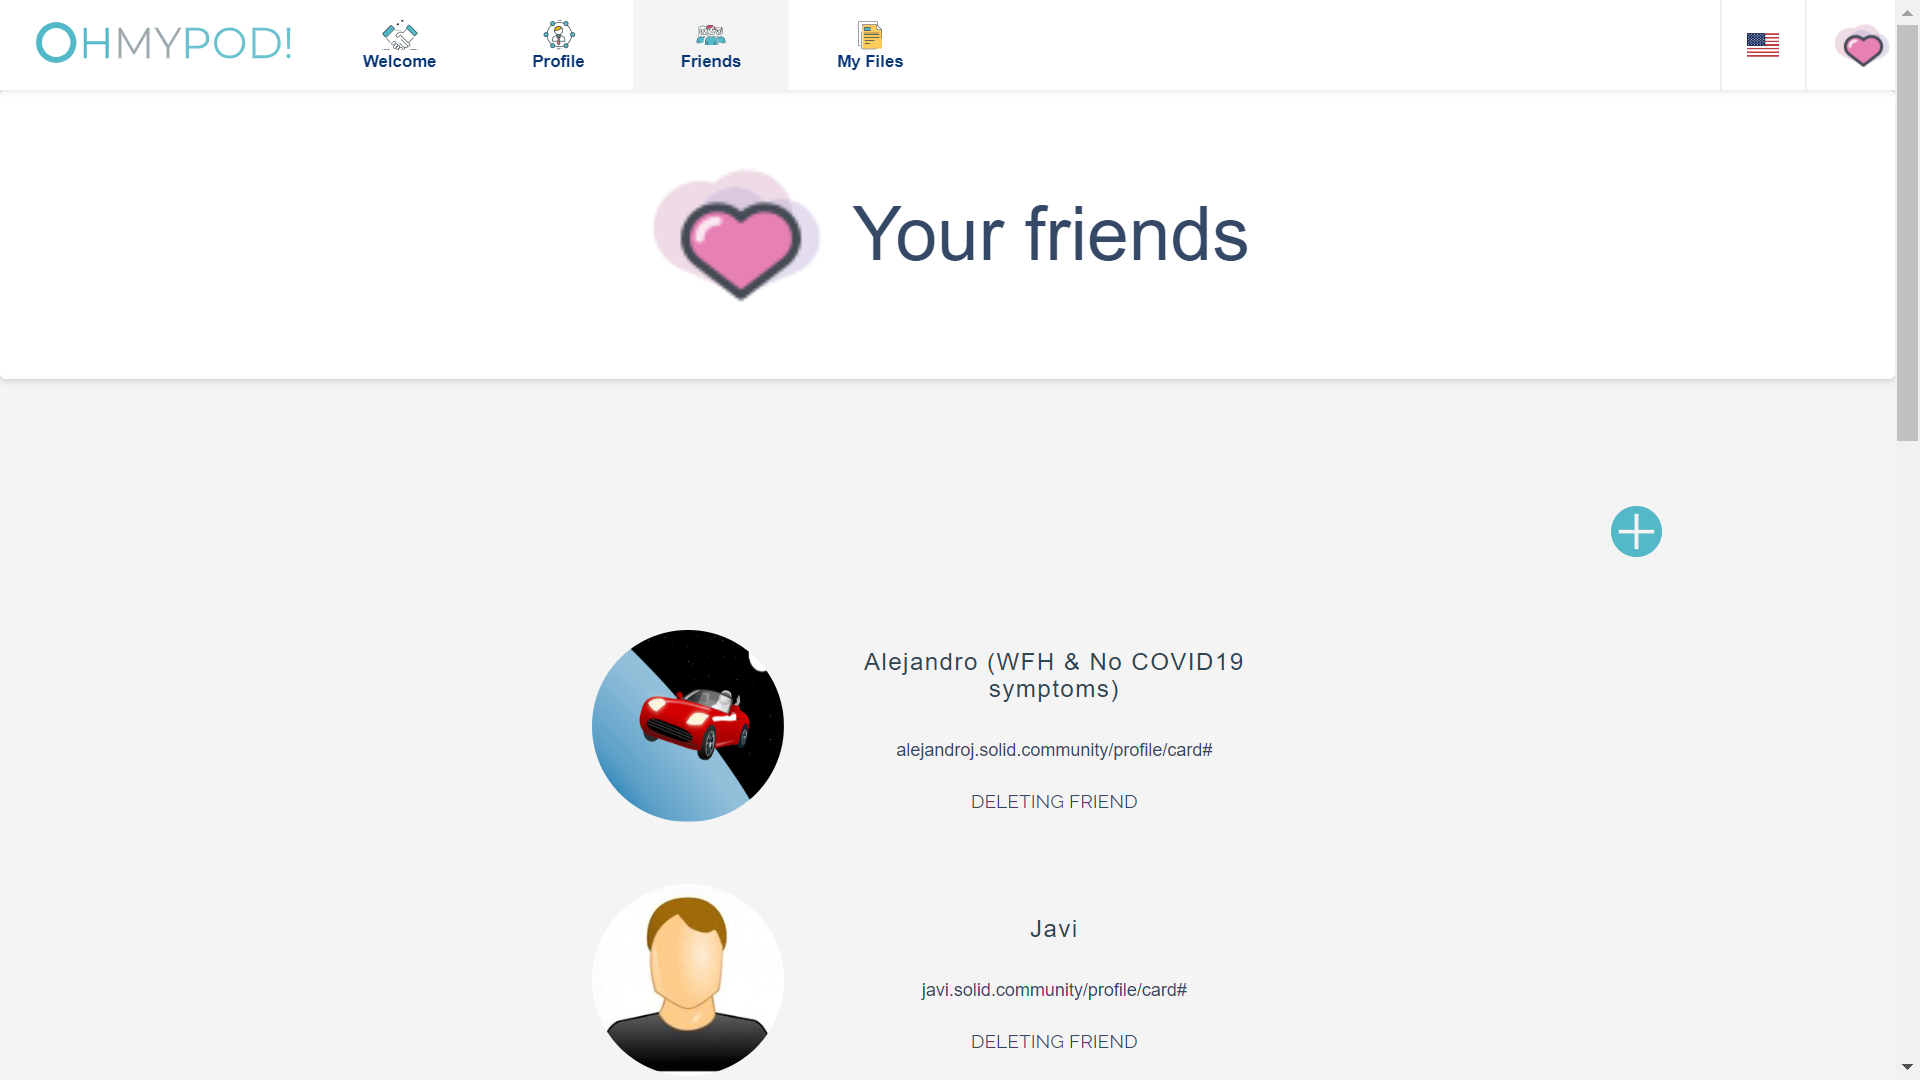 OHMYPOD!
Welcome
Profile
Friends
My Files
Your friends
Alejandro (WFH & No COVID19
symptoms)
alejandroj.solid.community/profile/card#
DELETING FRIEND
Javi
javi.solid.community/profile/card#
DELETING FRIEND